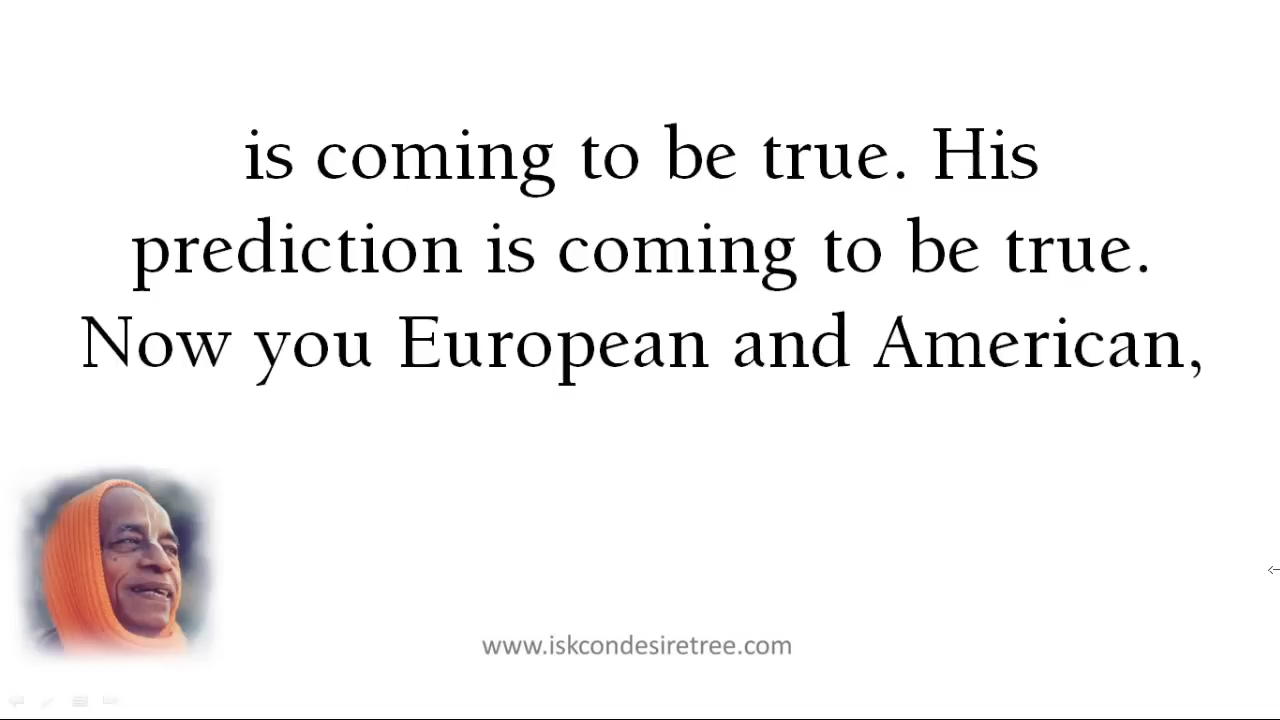 is coming to be true. His
prediction is coming to be true.
Now you European and American,
www.iskcondesiretree.com